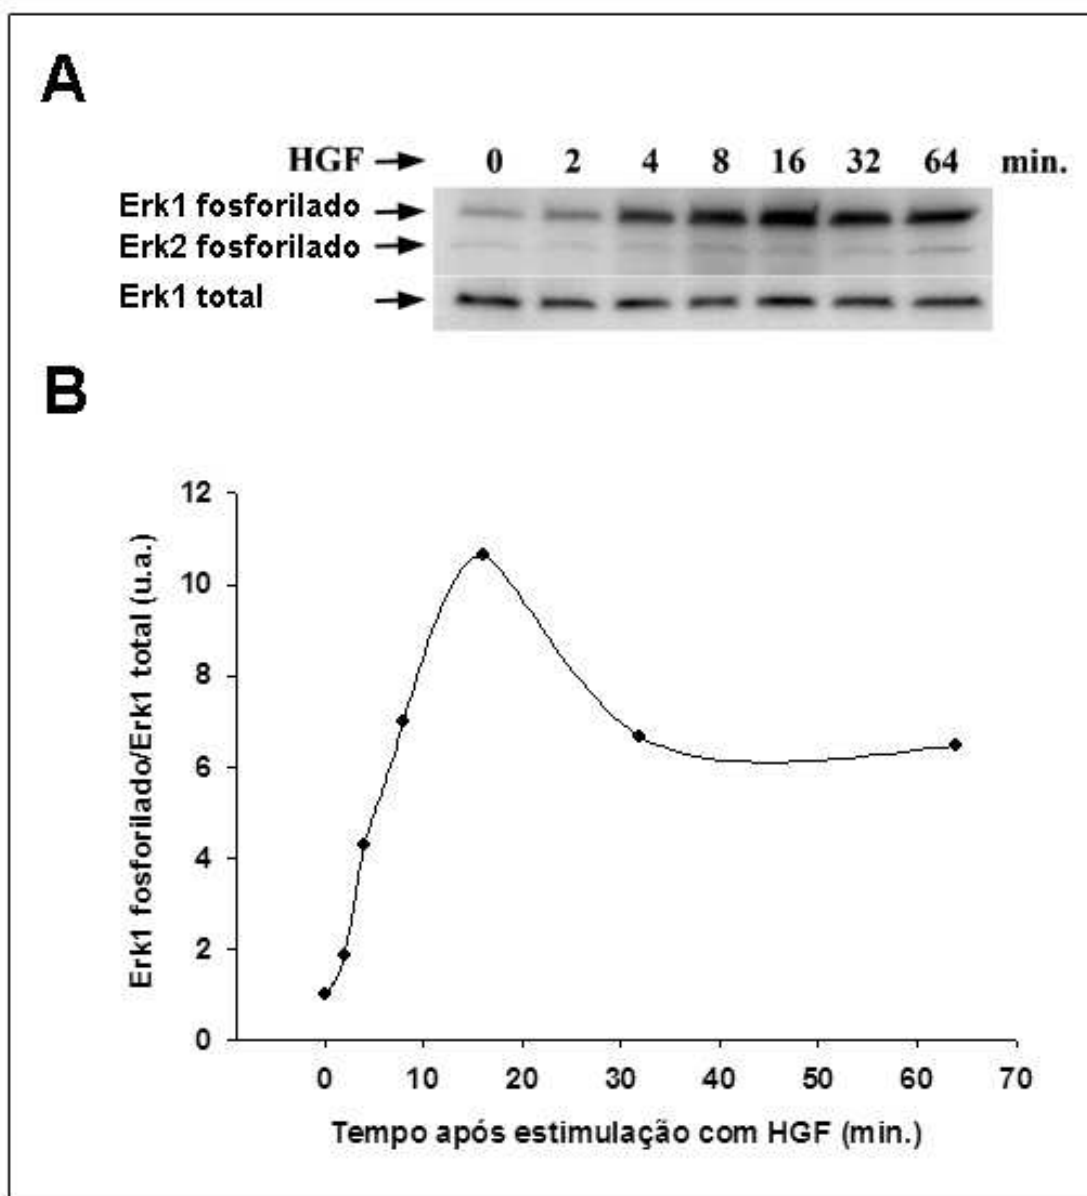 A
HGF → 0 2 4 8 16 32 64 min.
Erk1 fosforilado →
Erk2 fosforilado →
Erk1 total →
B
12
10
8
6
4
2
0
Erk1 fosforilado/Erk1 total (u.a.)
0 10 20 30 40 50 60 70
Tempo após estimulação com HGF (min.)